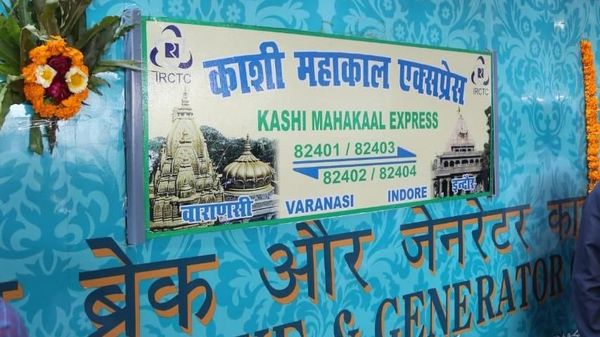 IRCTC
काशी महाकाल एक्सप्रेस
IRCTC
KASHI MAHAKAAL EXPRESS
82401 / 82403
82402 / 82404
वाराणसी
VARANASI
INDORE
इन्दौर
ब्रेक और जेनरेटर
& GENERATOR